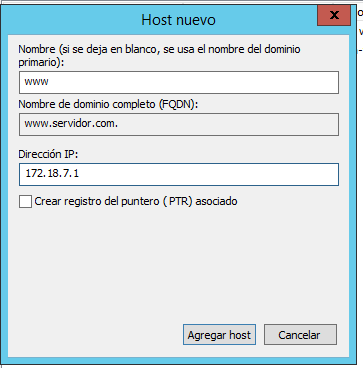 Host nuevo
x
Nombre (si se deja en blanco, se usa el nombre del dominio
primario):
www
Nombre de dominio completo (FQDN):
www.servidor.com.
Dirección IP:
172.18.7.1
Crear registro del puntero ( PTR) asociado
Agregar host
Cancelar